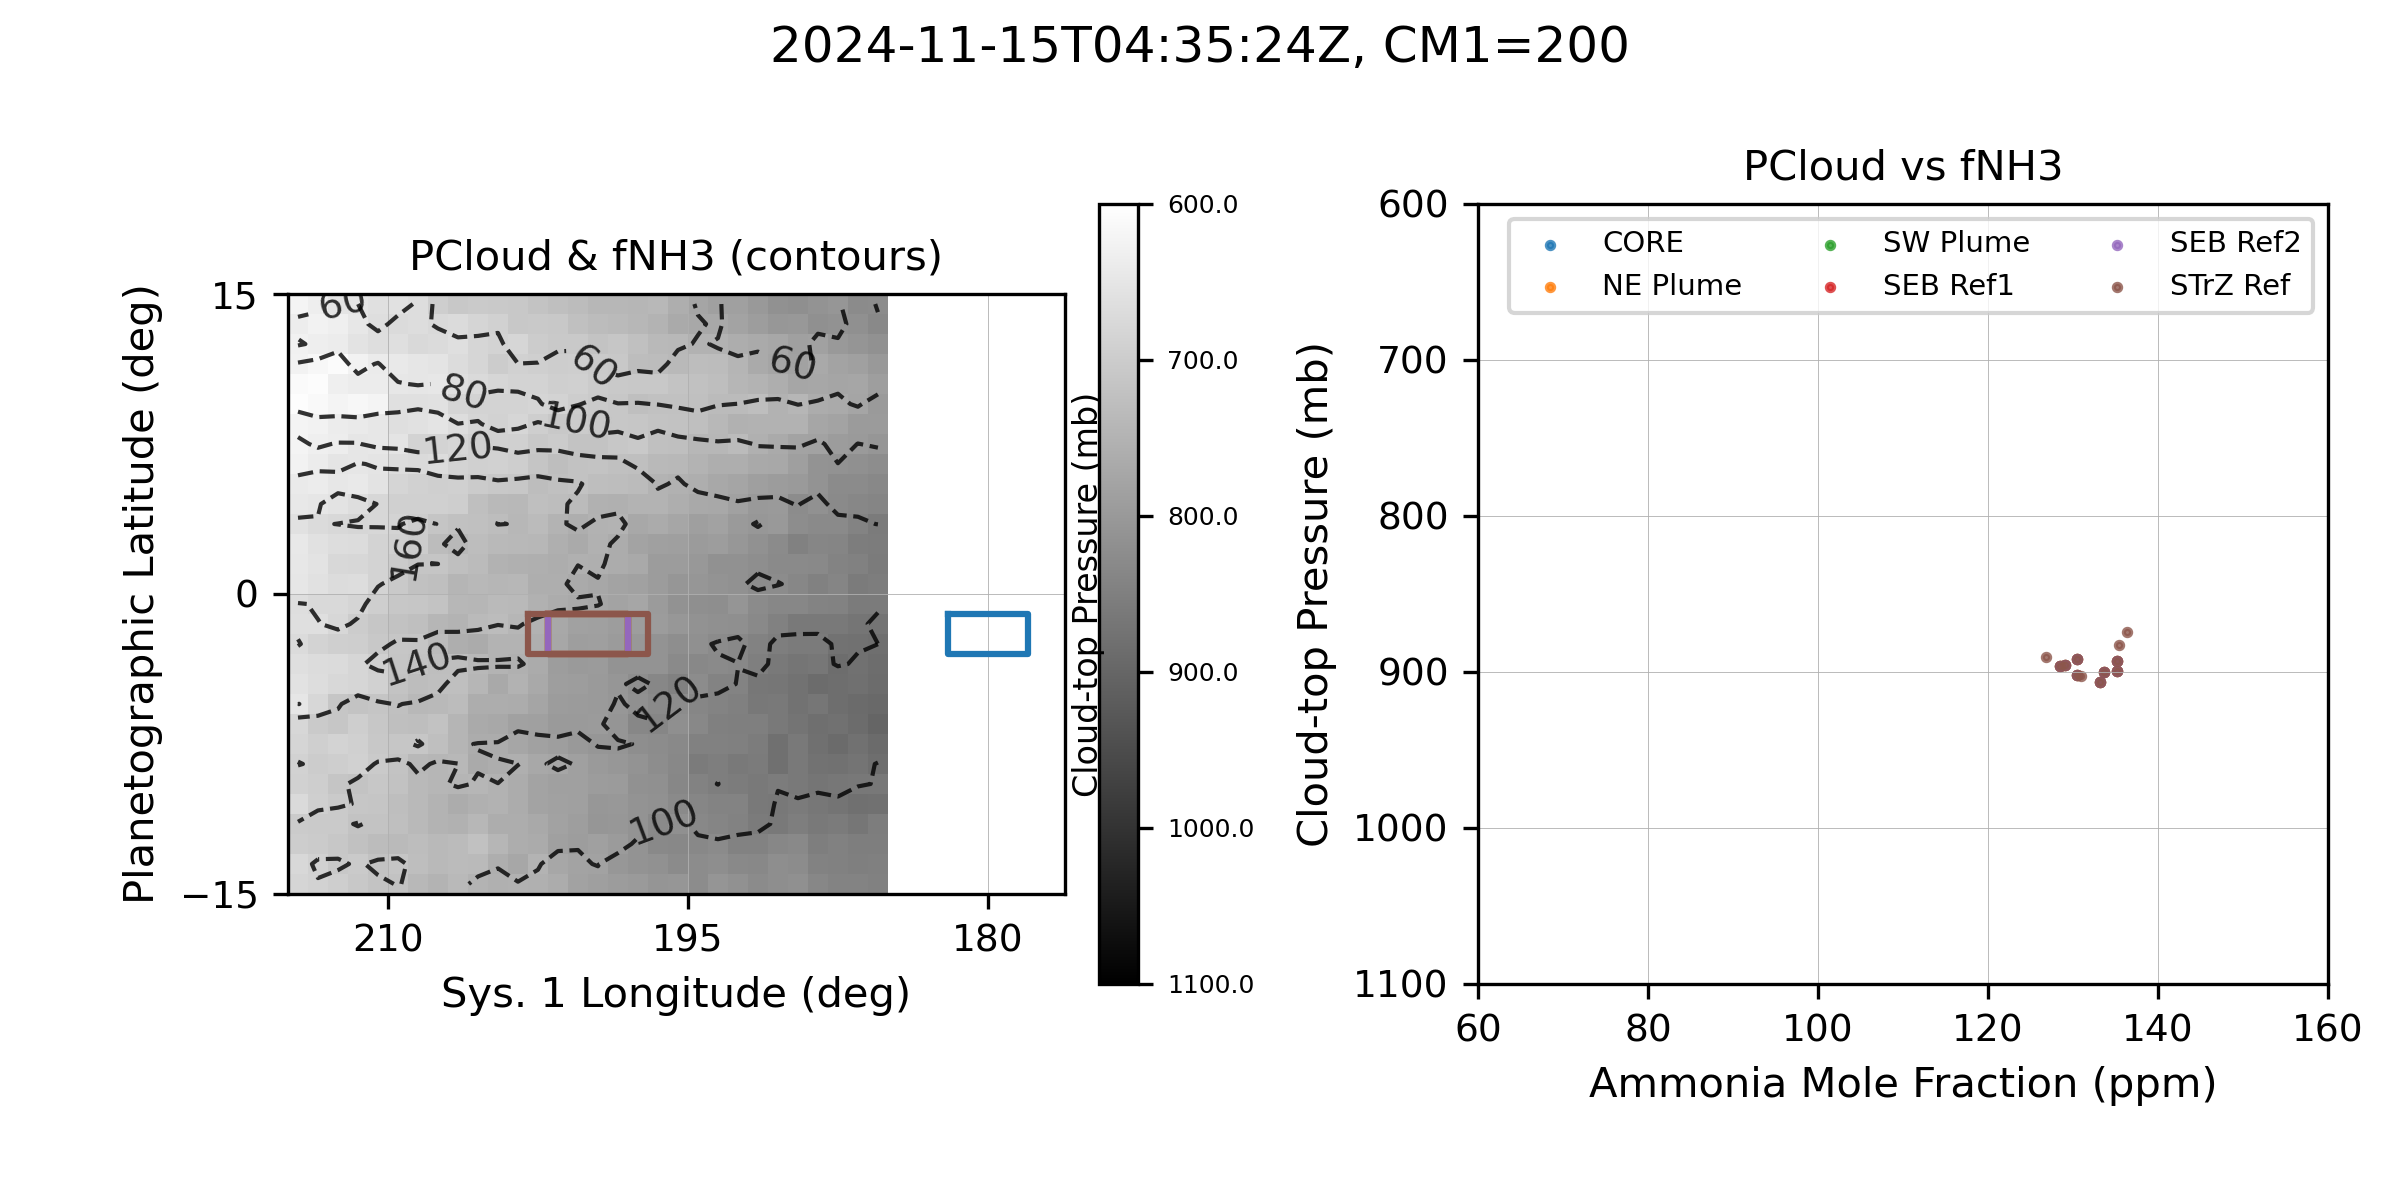 2024-11-15T04:35:24Z, CM1=200
PCloud & fNH3 (contours)
Planetographic Latitude (deg)
15
0
−15
60
60
60
80
100
120
160
140
120
100
210
195
180
Sys. 1 Longitude (deg)
Cloud-top Pressure (mb)
600.0
700.0
800.0
900.0
1000.0
1100.0
PCloud vs fNH3
CORE
NE Plume
SW Plume
SEB Ref1
SEB Ref2
STrZ Ref
Cloud-top Pressure (mb)
600
700
800
900
1000
1100
60
80
100
120
140
160
Ammonia Mole Fraction (ppm)